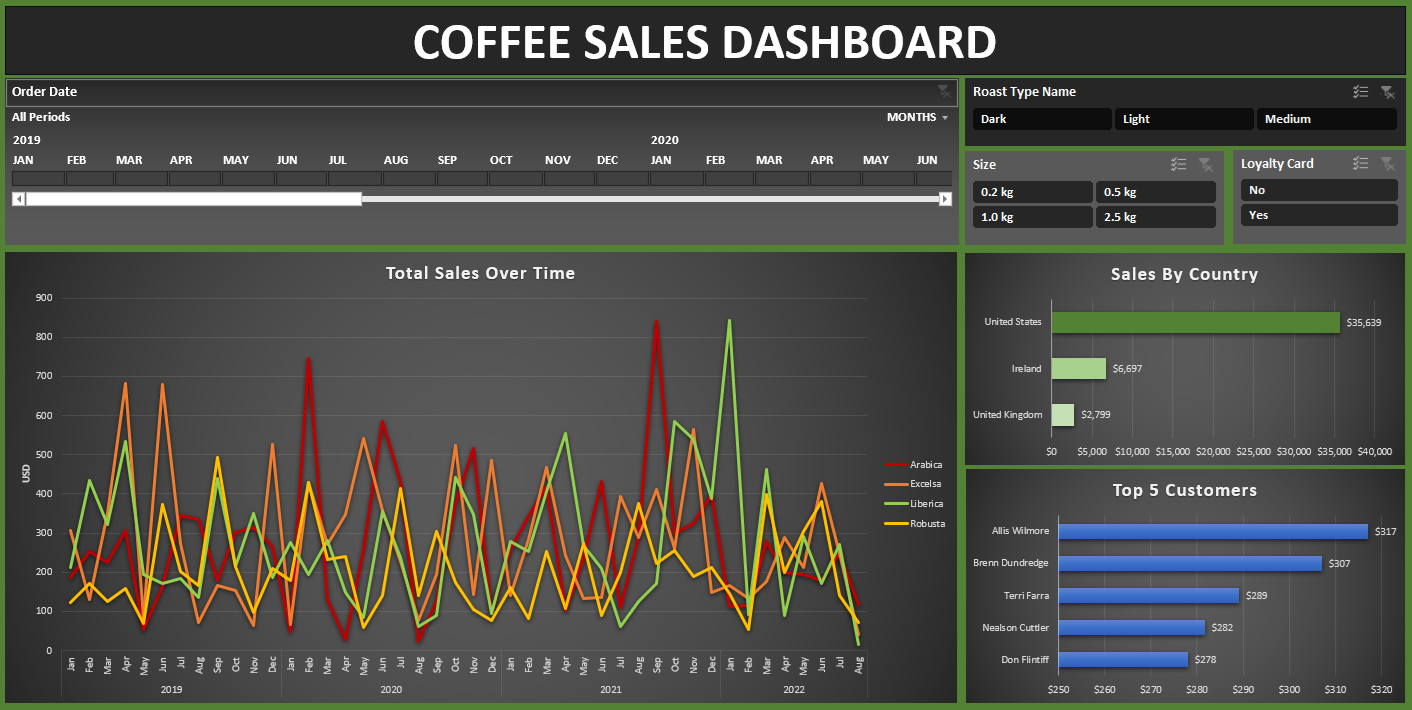 COFFEE SALES DASHBOARD
Order Date
All Periods MONTHS
2019 2020
JAN FEB MAR APR MAY JUN JUL AUG SEP OCT NOV DEC JAN FEB MAR APR MAY JUN
Roast Type Name
Dark Light Medium
Size
0.2 kg 0.5 kg
1.0 kg 2.5 kg
Loyalty Card
No
Yes
Total Sales Over Time
900
800
700
600
500
400
300
200
100
0
USD
Jan Feb Mar Apr May Jun Jul Aug Sep Oct Nov Dec Jan Feb Mar Apr May Jun Jul Aug Sep Oct Nov Dec Jan Feb Mar Apr May Jun Jul Aug Sep Oct Nov Dec Jan Feb Mar Apr May Jun Jul Aug
2019 2020 2021 2022
Arabica
Excelsa
Liberica
Robusta
Sales By Country
United States $35,639
Ireland $6,697
United Kingdom $2,799
$0 $5,000 $10,000 $15,000 $20,000 $25,000 $30,000 $35,000 $40,000
Top 5 Customers
Allis Wilmore $317
Brenn Dundredge $307
Terri Farra $289
Nealson Cuttler $282
Don Flintiff $278
$250 $260 $270 $280 $290 $300 $310 $320